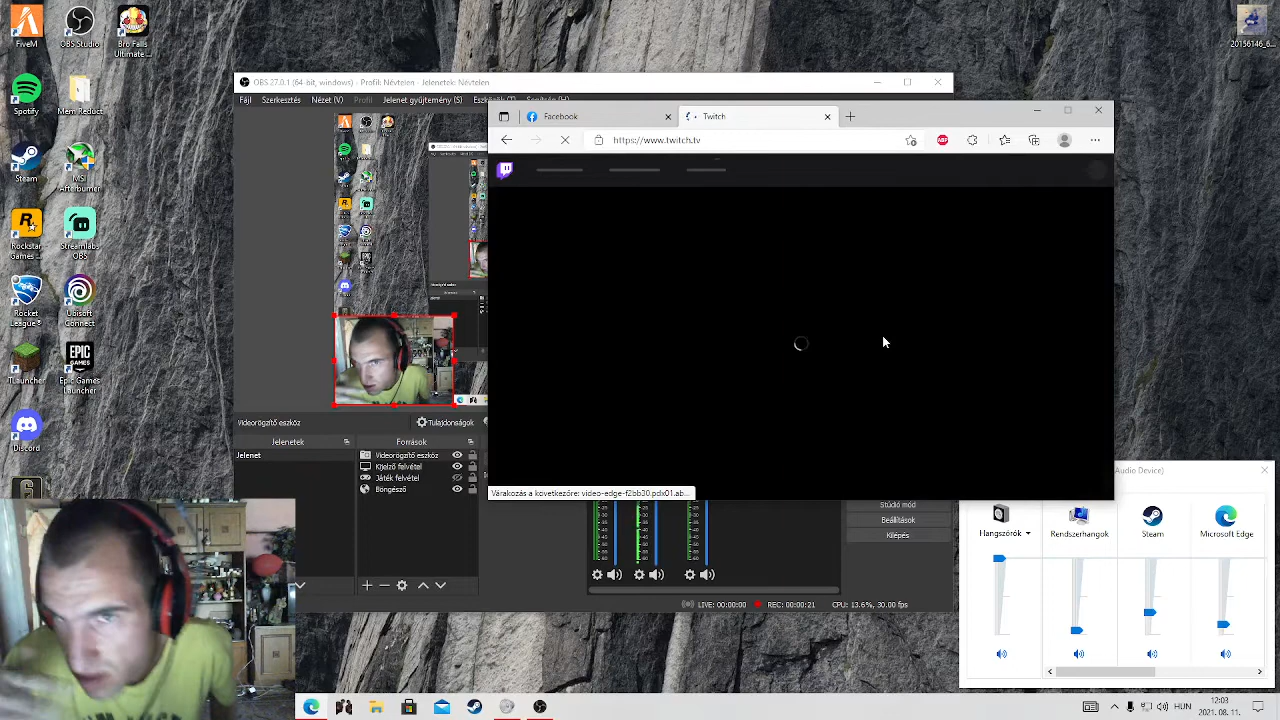 FiveM
OBS Studio
Bro Falls
Ultimate ...
20156146_6...
Spotify
Mem Reduct
Steam
MSI
Afterburner
Rockstar
Games ...
Streamlabs
Rocket
League
Ubisoft
Connect
TLauncher
Epic Games
Launcher
Discord
OBS 27.0.1 (64-bit, windows) - Profil: Névtelen - Jelenetek: Névtelen
Fájl
Szerkesztés
Nézet (V)
Profil
Jelenet gyűjtemény (S)
Eszközök (T)
Facebook
Twitch
https://www.twitch.tv
ABP
Várakozás a következőre: video-edge-f2bb30.pdx01.ab...
Videorögzítő eszköz
Tulajdonságok
Jelenetek
Források
Jelenet
Videorögzítő eszköz
Kijelző felvétel
Játék felvétel
Böngésző
Stúdió mód
Beállítások
Kilépés
LIVE: 00:00:00
REC: 00:00:21
CPU: 13.6%, 30.00 fps
Audio Device)
Hangszórók
Rendszerhangok
Steam
Microsoft Edge
HUN
12:03
2021. 08. 11.